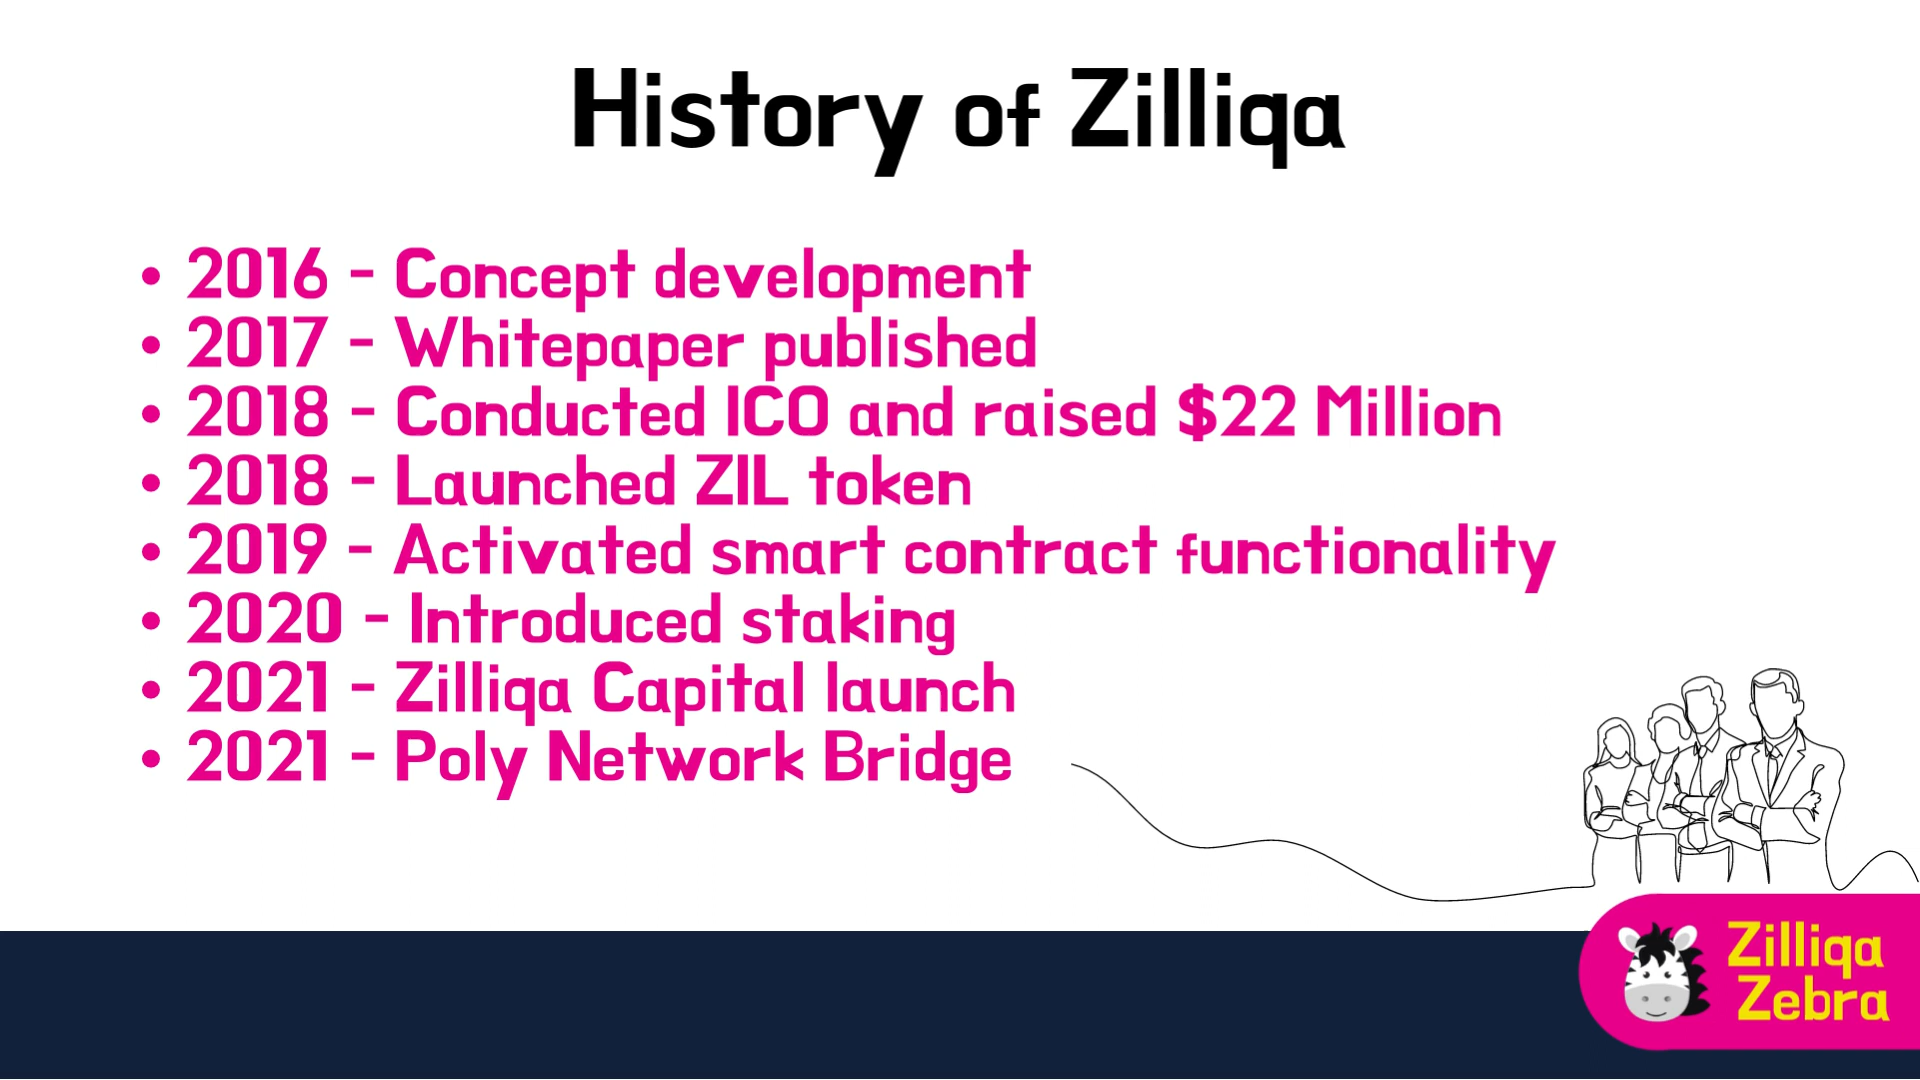 History of Zilliqa
• 2016 - Concept development
• 2017 - Whitepaper published
• 2018 - Conducted ICO and raised $22 Million
• 2018 - Launched ZIL token
• 2019 - Activated smart contract functionality
• 2020 - Introduced staking
• 2021 - Zilliqa Capital launch
• 2021 - Poly Network Bridge
Zilliqa
Zebra